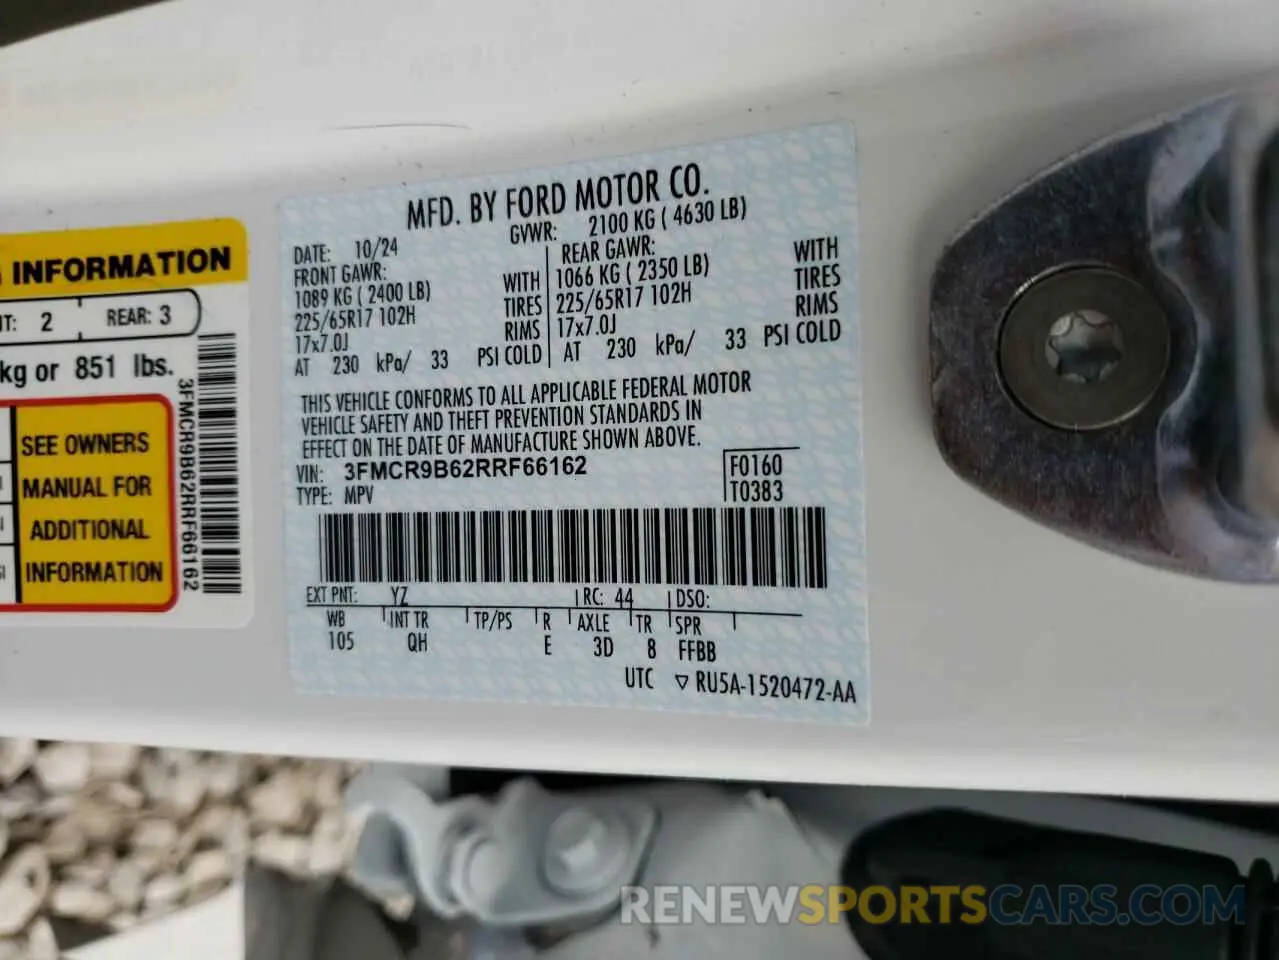 INFORMATION
2
REAR: 3
kg or 851 lbs.
SEE OWNERS
MANUAL FOR
ADDITIONAL
INFORMATION
3FMCR9B62RRF66162
MFD. BY FORD MOTOR CO.
DATE: 10/24
GVWR: 2100 KG ( 4630 LB)
FRONT GAWR:
1089 KG ( 2400 LB) WITH
225/65R17 102H TIRES
17x7.0J RIMS
AT 230 kPa/ 33 PSI COLD
REAR GAWR:
1066 KG ( 2350 LB) WITH
225/65R17 102H TIRES
17x7.0J RIMS
AT 230 kPa/ 33 PSI COLD
THIS VEHICLE CONFORMS TO ALL APPLICABLE FEDERAL MOTOR
VEHICLE SAFETY AND THEFT PREVENTION STANDARDS IN
EFFECT ON THE DATE OF MANUFACTURE SHOWN ABOVE.
VIN: 3FMCR9B62RRF66162
TYPE: MPV
F0160
T0383
EXT PNT: YZ RC: 44 DSO:
WB INT TR TP/PS R AXLE TR SPR
105 QH E 3D 8 FFBB
UTC ▽ RU5A-1520472-AA
RENEWSPORTSCARS.COM